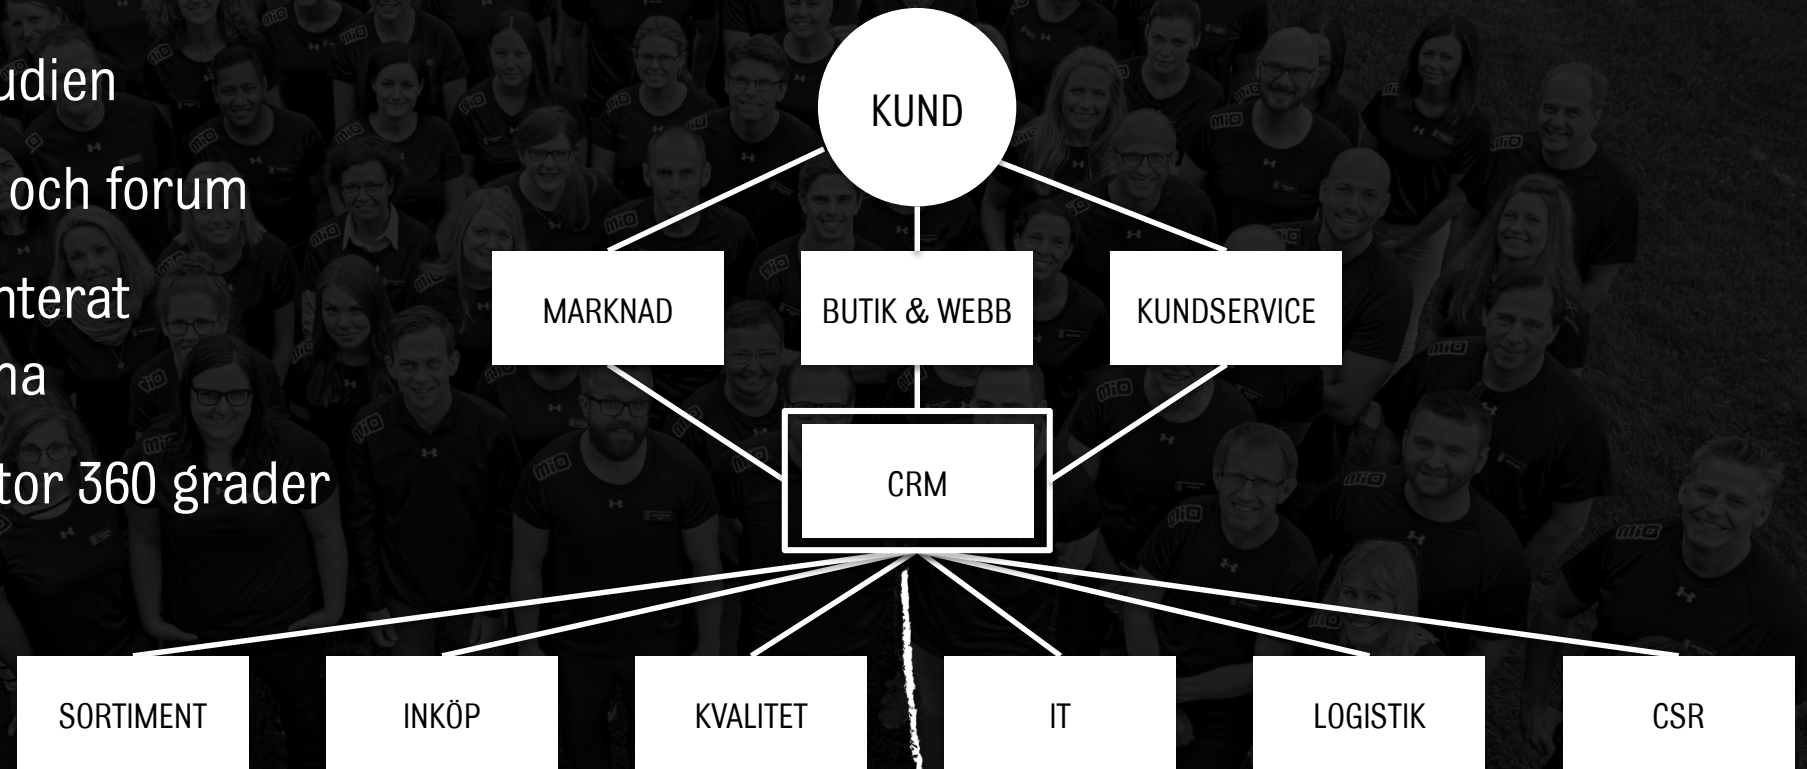 udien
och forum
nterat
na
tor 360 grader
KUND
MARKNAD
BUTIK & WEBB
KUNDSERVICE
CRM
SORTIMENT
INKÖP
KVALITET
IT
LOGISTIK
CSR